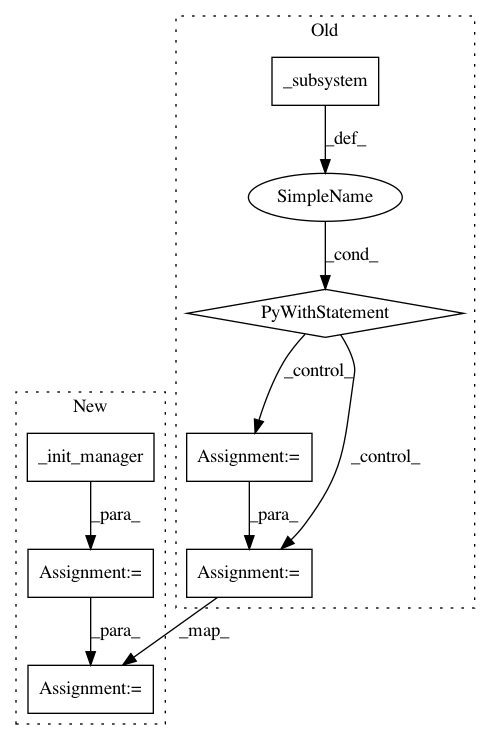 Old
_subsystem
_def_
SimpleName
_cond_
PyWithStatement
_control_
New
_init_manager
Assignment:=
_control_
_para_
_para_
Assignment:=
Assignment:=
_para_
_map_
Assignment:=